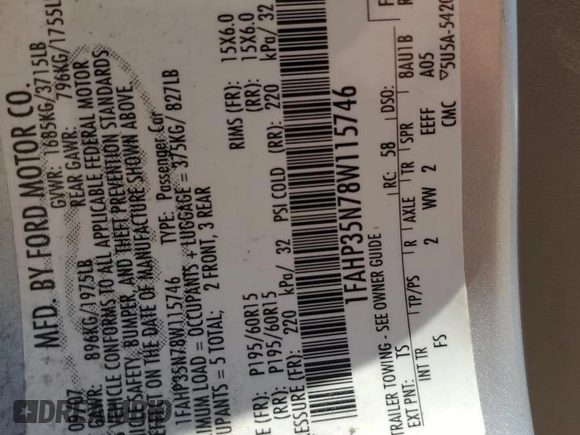 MFD. BY FORD MOTOR CO.
GVWR: 1685KG/3715LB
896KG/1975LB REAR GAWR: 796KG/1755LB
VEHICLE CONFORMS TO ALL APPLICABLE FEDERAL MOTOR
SAFETY, BUMPER, AND THEFT PREVENTION STANDARDS
EFFECT ON THE DATE OF MANUFACTURE SHOWN ABOVE.
1FAHP35N78W115746 TYPE: Passenger Car
MAXIMUM LOAD = OCCUPANTS + LUGGAGE = 375KG/ 827LB
UPANTS = 5 TOTAL; 2 FRONT, 3 REAR
E (FR): P195/60R15 RIMS (FR): 15X6.0
(RR): P195/60R15 (RR): 15X6.0
ESSURE (FR): 220 kPa/ 32 PSI COLD (RR): 220 kPa/ 32
1FAHP35N78W115746
TRAILER TOWING - SEE OWNER GUIDE
EXT PNT: TS RC: 58 DSO:
INT TR TP/PS R AXLE TR SPR BAU1B
FS 2 WW 2 EEFF A05
CMC ▽5U5A-5420